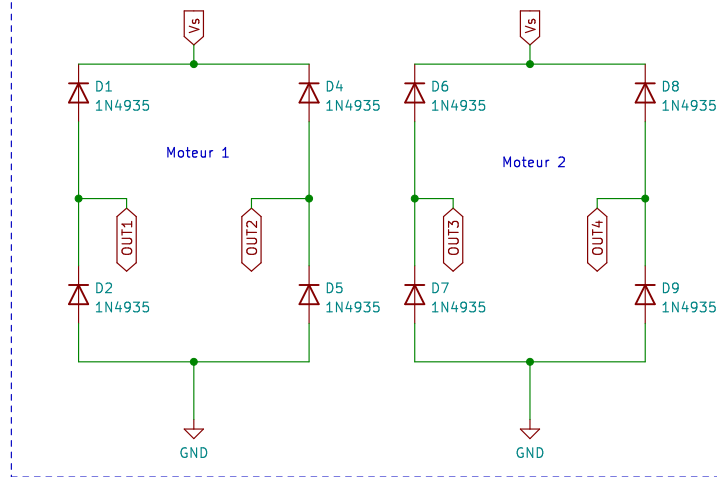 Vs
Vs
D1
1N4935
D4
1N4935
D6
1N4935
D8
1N4935
Moteur 1
Moteur 2
OUT1
OUT2
OUT3
OUT4
D2
1N4935
D5
1N4935
D7
1N4935
D9
1N4935
GND
GND